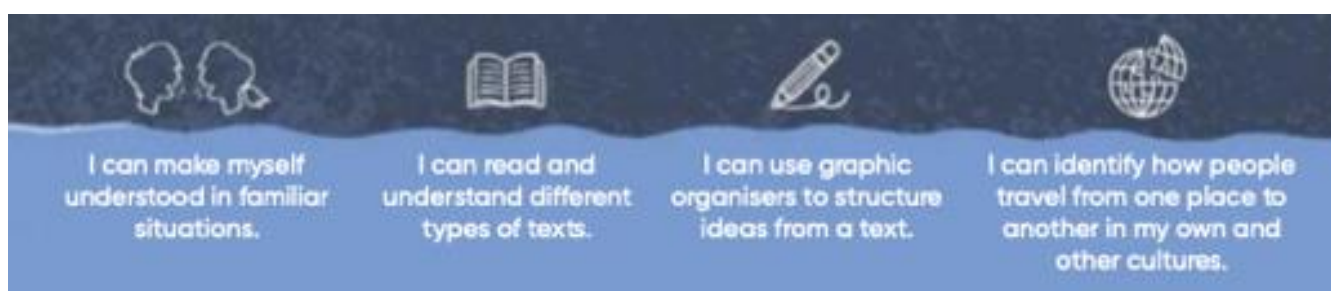 I can make myself
understood in familiar
situations.
I can read and
understand different
types of texts.
I can use graphic
organisers to structure
ideas from a text.
I can identify how people
travel from one place to
another in my own and
other cultures.